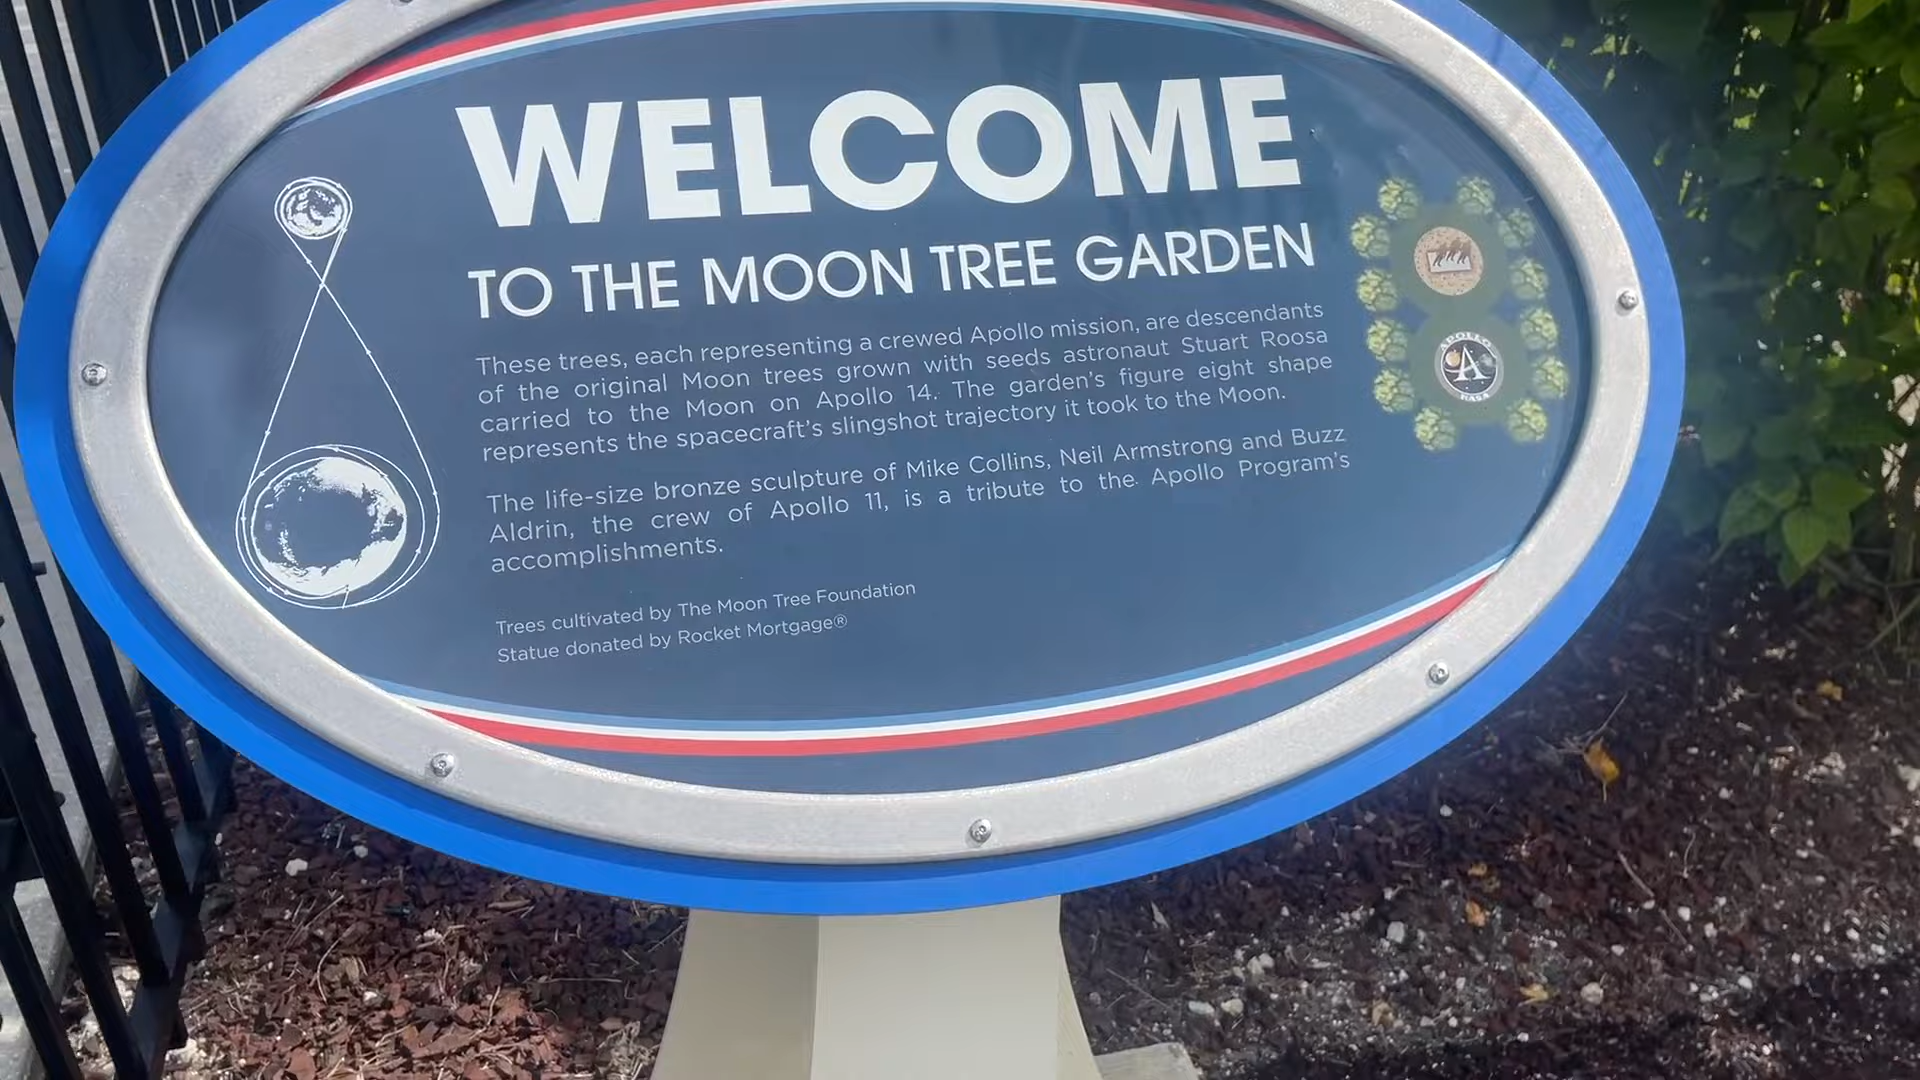 WELCOME
TO THE MOON TREE GARDEN
These trees, each representing a crewed Apollo mission, are descendants
of the original Moon trees grown with seeds astronaut Stuart Roosa
carried to the Moon on Apollo 14. The garden's figure eight shape
represents the spacecraft's slingshot trajectory it took to the Moon.
The life-size bronze sculpture of Mike Collins, Neil Armstrong and Buzz
Aldrin, the crew of Apollo 11, is a tribute to the Apollo Program's
accomplishments.
Trees cultivated by The Moon Tree Foundation
Statue donated by Rocket Mortgage®
APOLLO
A
NASA